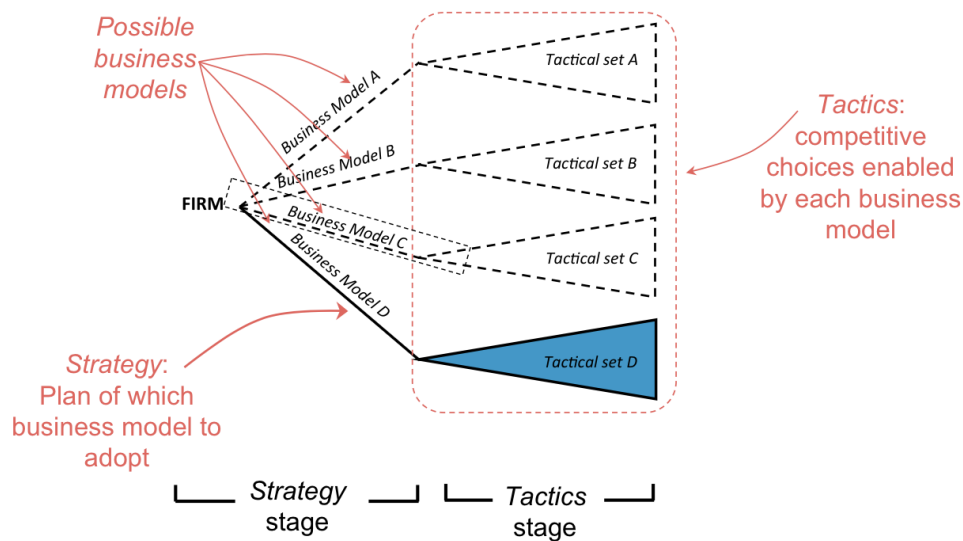 Possible
business
models
Business Model A
Tactical set A
Business Model B
Tactical set B
FIRM
Business Model C
Tactical set C
Business Model D
Tactical set D
Tactics:
competitive
choices enabled
by each business
model
Strategy:
Plan of which
business model to
adopt
Strategy
stage
Tactics
stage